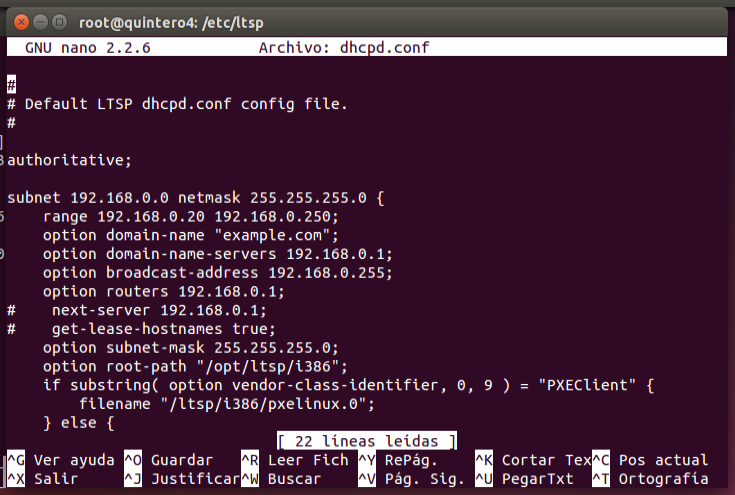 root@quintero4: /etc/ltsp
GNU nano 2.2.6 Archivo: dhcpd.conf
#
# Default LTSP dhcpd.conf config file.
#
authoritative;
subnet 192.168.0.0 netmask 255.255.255.0 {
range 192.168.0.20 192.168.0.250;
option domain-name "example.com";
option domain-name-servers 192.168.0.1;
option broadcast-address 192.168.0.255;
option routers 192.168.0.1;
# next-server 192.168.0.1;
# get-lease-hostnames true;
option subnet-mask 255.255.255.0;
option root-path "/opt/ltsp/i386";
if substring( option vendor-class-identifier, 0, 9 ) = "PXEClient" {
filename "/ltsp/i386/pxelinux.0";
} else {
[ 22 líneas leídas ]
^G Ver ayuda ^O Guardar ^R Leer Fich ^Y RePág. ^K Cortar Tex ^C Pos actual
^X Salir ^J Justificar ^W Buscar ^V Pág. Sig. ^U PegarTxt ^T Ortografía